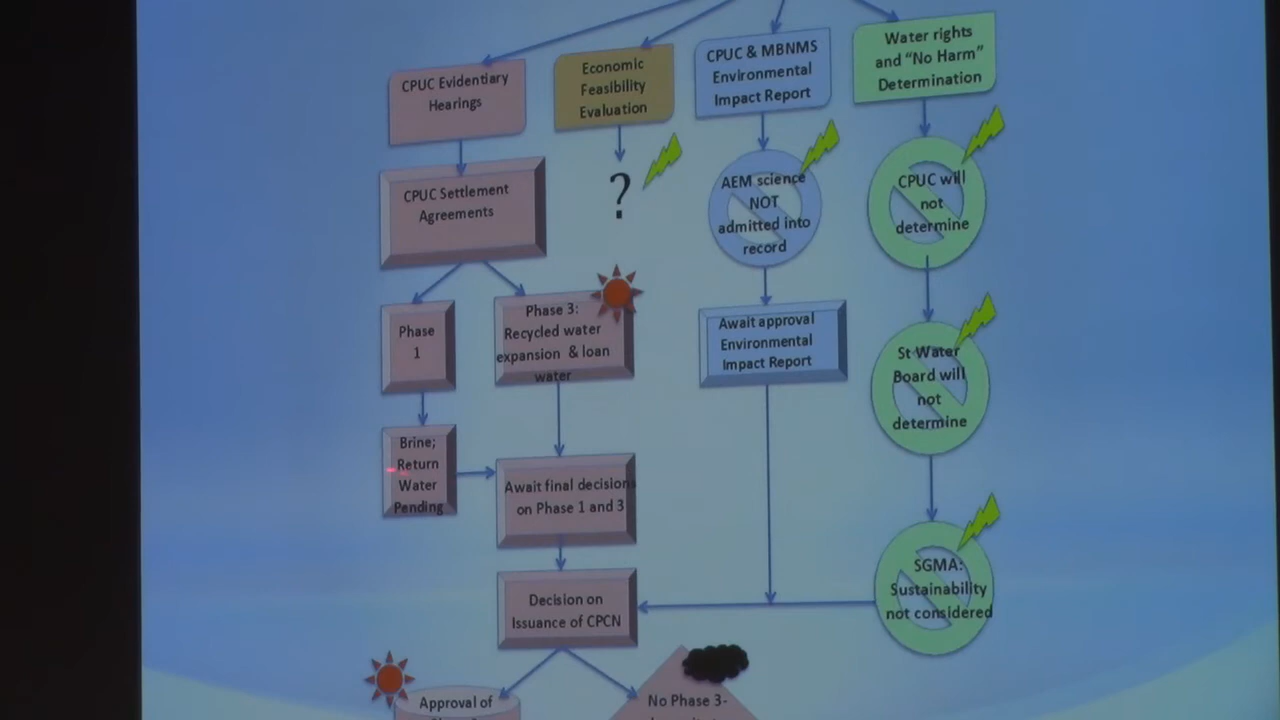 CPUC Evidentiary
Hearings
Economic
Feasibility
Evaluation
CPUC & MBNMS
Environmental
Impact Report
Water rights
and “No Harm”
Determination
CPUC Settlement
Agreements
?
AEM science
NOT
admitted into
record
CPUC will
not
determine
Phase
1
Phase 3:
Recycled water
expansion & loan
water
Await approval
Environmental
Impact Report
St Water
Board will
not
determine
Brine;
Return
Water
Pending
Await final decisions
on Phase 1 and 3
SGMA:
Sustainability
not considered
Decision on
Issuance of CPCN
Approval of
No Phase 3-